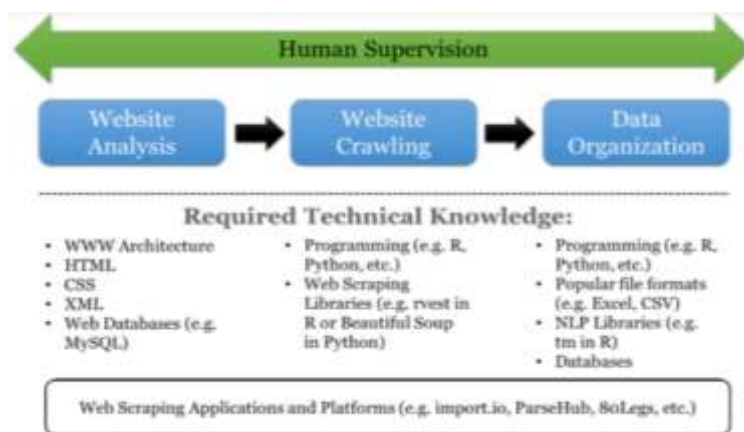 Human Supervision
Website
Analysis
Website
Crawling
Data
Organization
Required Technical Knowledge:
• WWW Architecture
• HTML
• CSS
• XML
• Web Databases (e.g.
MySQL)
• Programming (e.g. R,
Python, etc.)
• Web Scraping
Libraries (e.g. rvest in
R or Beautiful Soup
in Python)
• Programming (e.g. R,
Python, etc.)
• Popular file formats
(e.g. Excel, CSV)
• NLP Libraries (e.g.
tm in R)
• Databases
Web Scraping Applications and Platforms (e.g. import.io, ParseHub, 80Legs, etc.)